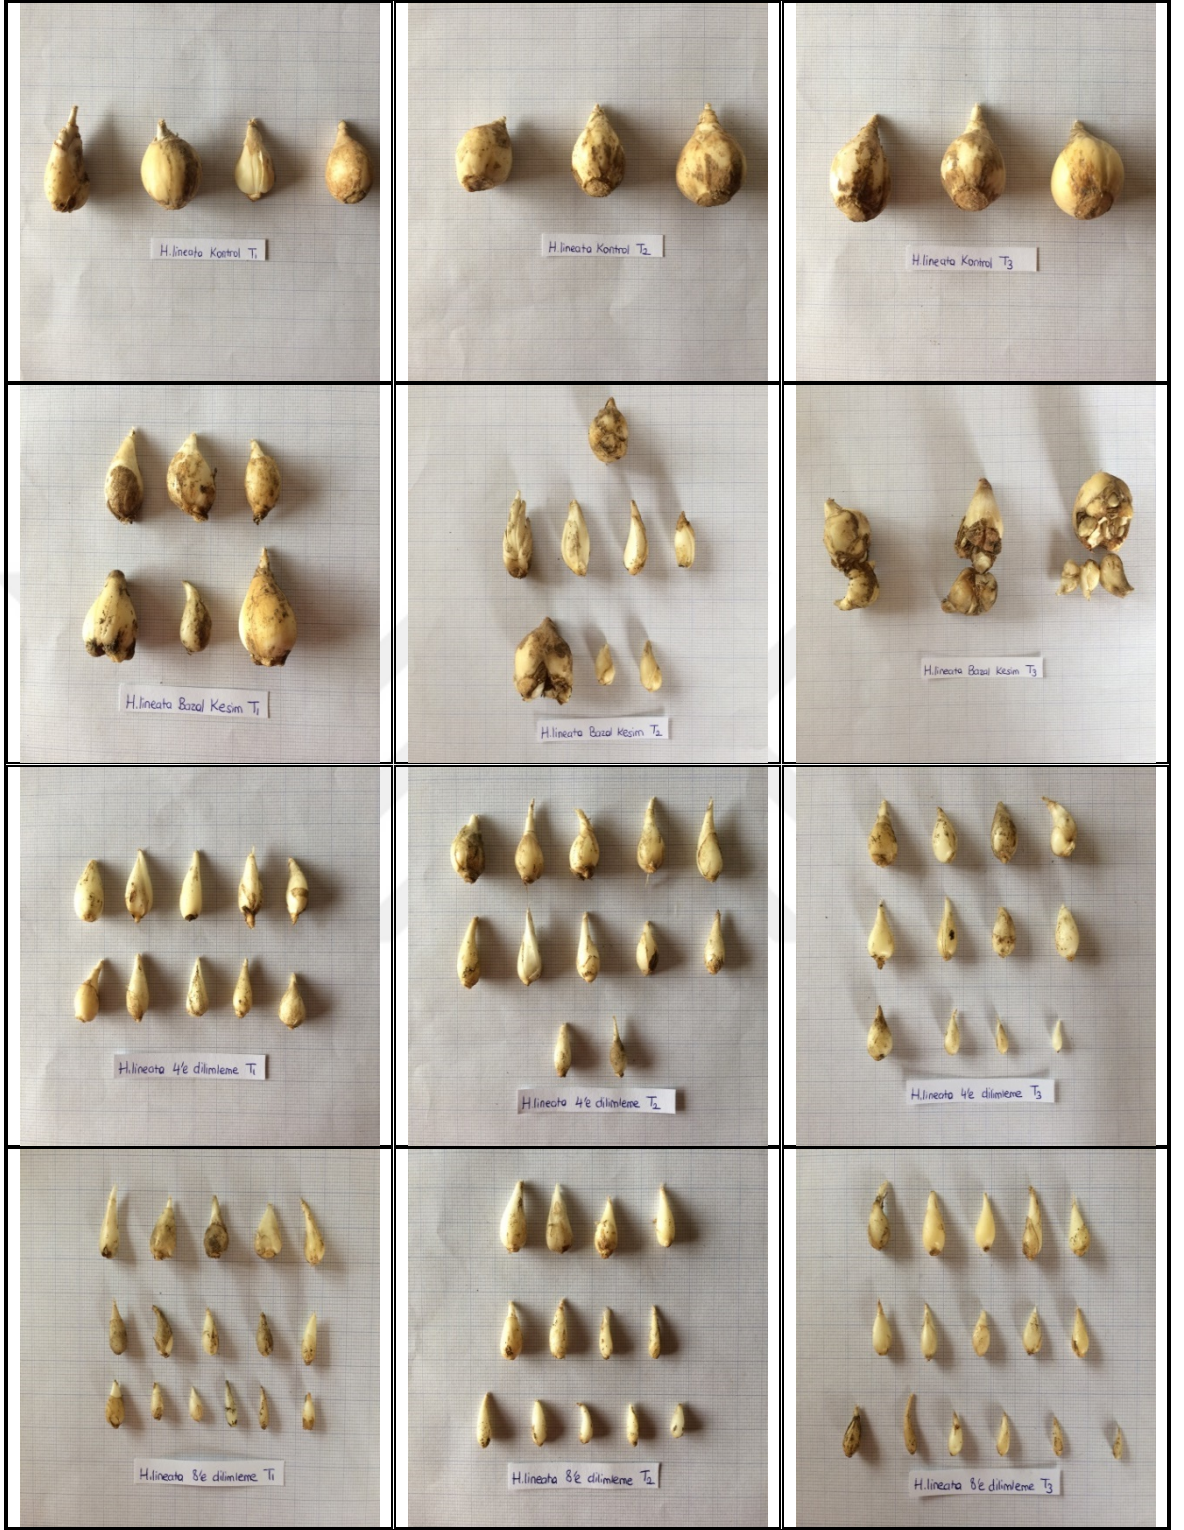 H.lineata Kontrol T1
H.lineata Kontrol T2
H.lineata Kontrol T3
H.lineata Bazal Kesim T1
H.lineata Bazal Kesim T2
H.lineata Bazal Kesim T3
H.lineata 4'e dilimleme T1
H.lineata 4'e dilimleme T2
H.lineata 4'e dilimleme T3
H.lineata 8'e dilimleme T1
H.lineata 8'e dilimleme T2
H.lineata 8'e dilimleme T3